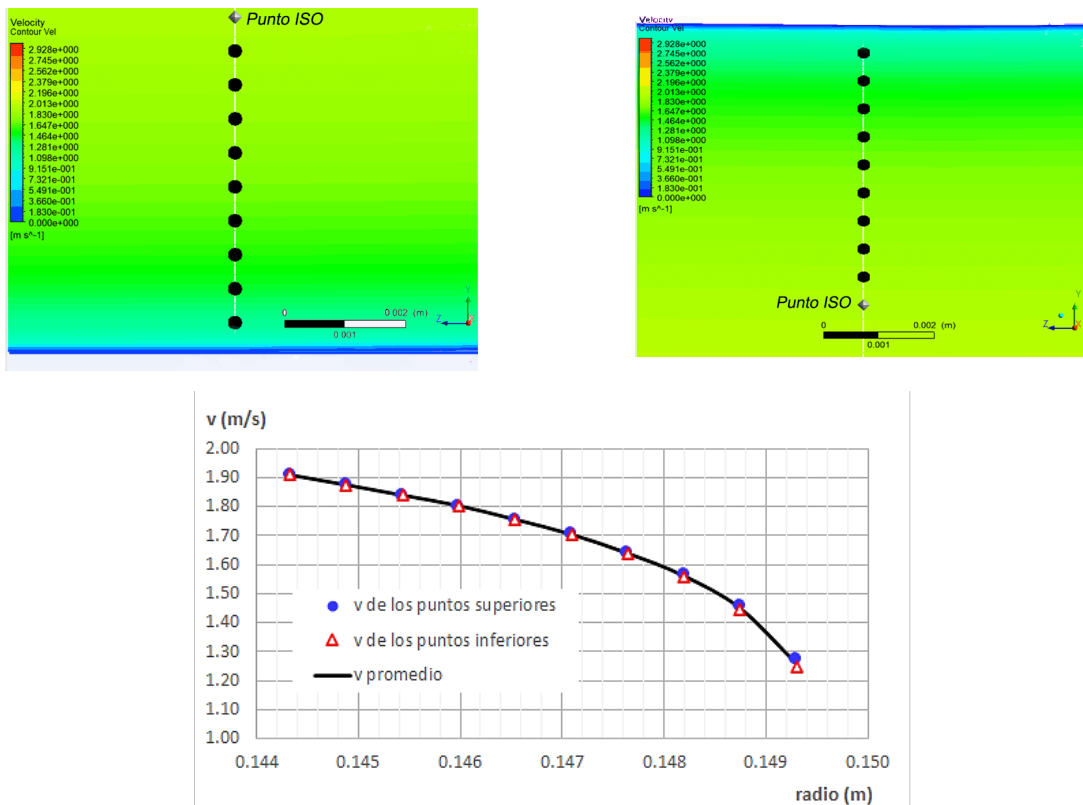 Velocity
Contour Vel
2.928e+000
2.745e+000
2.562e+000
2.379e+000
2.196e+000
2.013e+000
1.830e+000
1.647e+000
1.464e+000
1.281e+000
1.098e+000
9.151e-001
7.321e-001
5.491e-001
3.660e-001
1.830e-001
0.000e+000
[m s^-1]
Punto ISO
0
0.002 (m)
0.001
Y
Z
X
Velocity
Contour Vel
2.928e+000
2.745e+000
2.562e+000
2.379e+000
2.196e+000
2.013e+000
1.830e+000
1.647e+000
1.464e+000
1.281e+000
1.098e+000
9.151e-001
7.321e-001
5.491e-001
3.660e-001
1.830e-001
0.000e+000
[m s^-1]
Punto ISO
0
0.002 (m)
0.001
Y
Z
X
v (m/s)
2.00
1.90
1.80
1.70
1.60
1.50
1.40
1.30
1.20
1.10
1.00
v de los puntos superiores
v de los puntos inferiores
v promedio
0.144 0.145 0.146 0.147 0.148 0.149 0.150
radio (m)